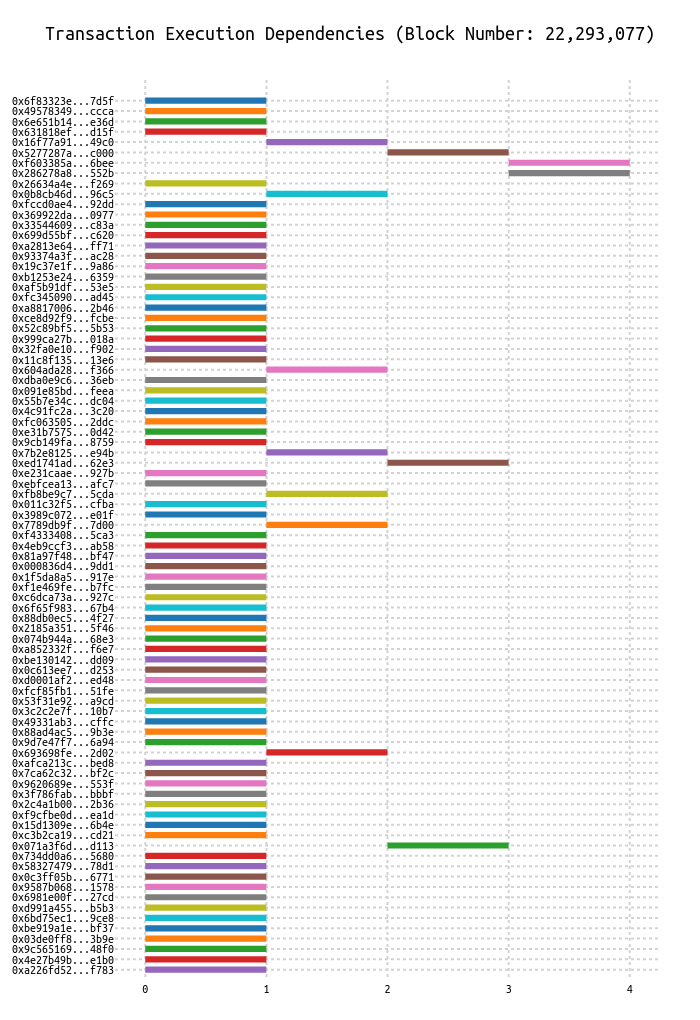 Transaction Execution Dependencies (Block Number: 22,293,077)
0x6f83323e...7d5f
0x49578349...ccca
0x6e651b14...e36d
0x631818ef...d15f
0x16f77a91...49c0
0x5277287a...c000
0xf603385a...6bee
0x286278a8...552b
0x26634a4e...f269
0x0b8cb46d...96c5
0xfccd0ae4...92dd
0x369922da...0977
0x33544609...c83a
0x699d55bf...c620
0xa2813e64...ff71
0x93374a3f...ac28
0x19c37e1f...9a86
0xb1253e24...6359
0xaf5b91df...53e5
0xfc345090...ad45
0xa8817006...2b46
0xce8d92f9...fcbe
0x52c89bf5...5b53
0x999ca27b...018a
0x32fa0e10...f902
0x11c8f135...13e6
0x604ada28...f366
0xdba0e9c6...36eb
0x091e85bd...feea
0x55b7e34c...dc04
0x4c91fc2a...3c20
0xfc063505...2ddc
0xe31b7575...0d42
0x9cb149fa...8759
0x7b2e8125...e94b
0xed1741ad...62e3
0xe231caae...927b
0xebfcea13...afc7
0xfb8be9c7...5cda
0x011c32f5...cfba
0x3989c072...e01f
0x7789db9f...7d00
0xf4333408...5ca3
0x4eb9ccf3...ab58
0x81a97f48...bf47
0x000836d4...9dd1
0x1f5da8a5...917e
0xf1e469fe...b7fc
0xc6dca73a...927c
0x6f65f983...67b4
0x88db0ec5...4f27
0x2185a351...5f46
0x074b944a...68e3
0xa852332f...f6e7
0xbe130142...dd09
0x0c613ee7...d253
0xd0001af2...ed48
0xfcf85fb1...51fe
0x53f31e92...a9cd
0x3c2c2e7f...10b7
0x49331ab3...cffc
0x88ad4ac5...9b3e
0x9d7e47f7...6a94
0x693698fe...2d02
0xafca213c...bed8
0x7ca62c32...bf2c
0x9620689e...553f
0x3f786fab...bbbf
0x2c4a1b00...2b36
0xf9cfbe0d...ea1d
0x15d1309e...6b4e
0xc3b2ca19...cd21
0x071a3f6d...d113
0x734dd0a6...5680
0x58327479...78d1
0x0c3ff05b...6771
0x9587b068...1578
0x6981e00f...27cd
0xd991a455...b5b3
0x6bd75ec1...9ce8
0xbe919a1e...bf37
0x03de0ff8...3b9e
0x9c565169...48f0
0x4e27b49b...e1b0
0xa226fd52...f783
0 1 2 3 4